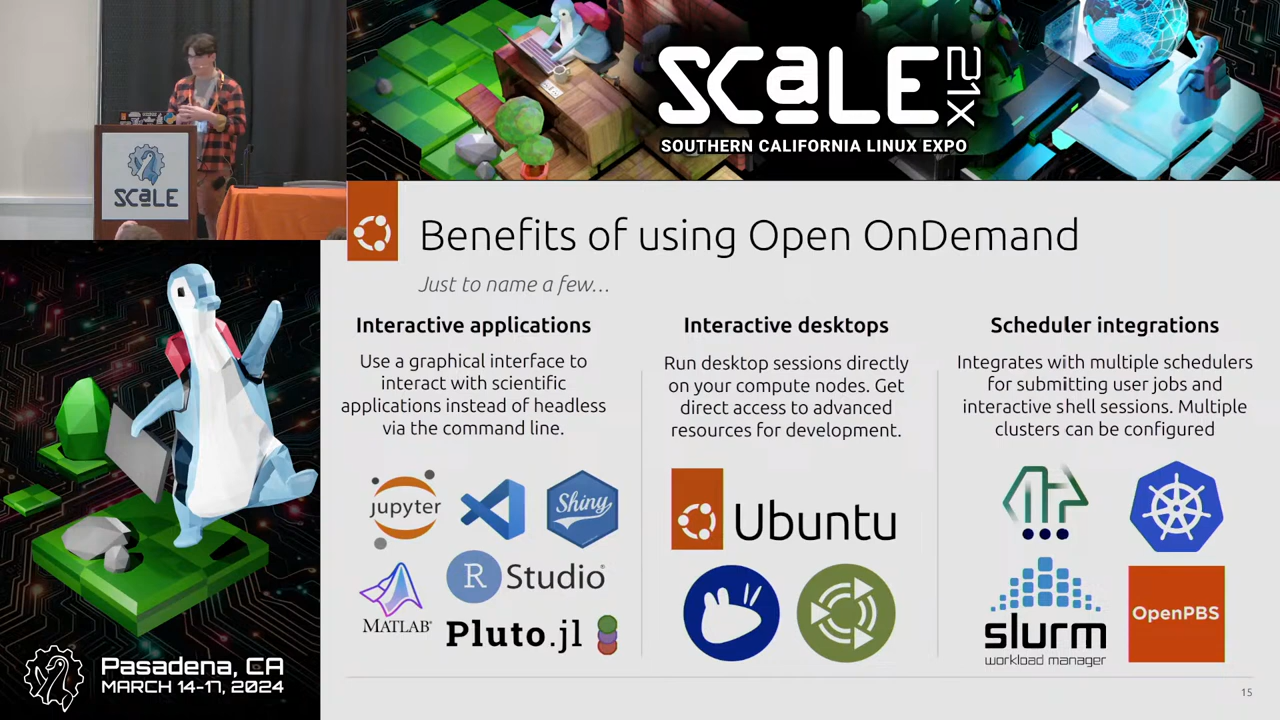 SCALE 21X
SOUTHERN CALIFORNIA LINUX EXPO
SCALE
Benefits of using Open OnDemand
Just to name a few...
Interactive applications
Use a graphical interface to
interact with scientific
applications instead of headless
via the command line.
jupyter
Shiny
R Studio
MATLAB
Pluto.jl
Interactive desktops
Run desktop sessions directly
on your compute nodes. Get
direct access to advanced
resources for development.
Ubuntu
Scheduler integrations
Integrates with multiple schedulers
for submitting user jobs and
interactive shell sessions. Multiple
clusters can be configured
slurm
workload manager
OpenPBS
Pasadena, CA
MARCH 14-17, 2024
15